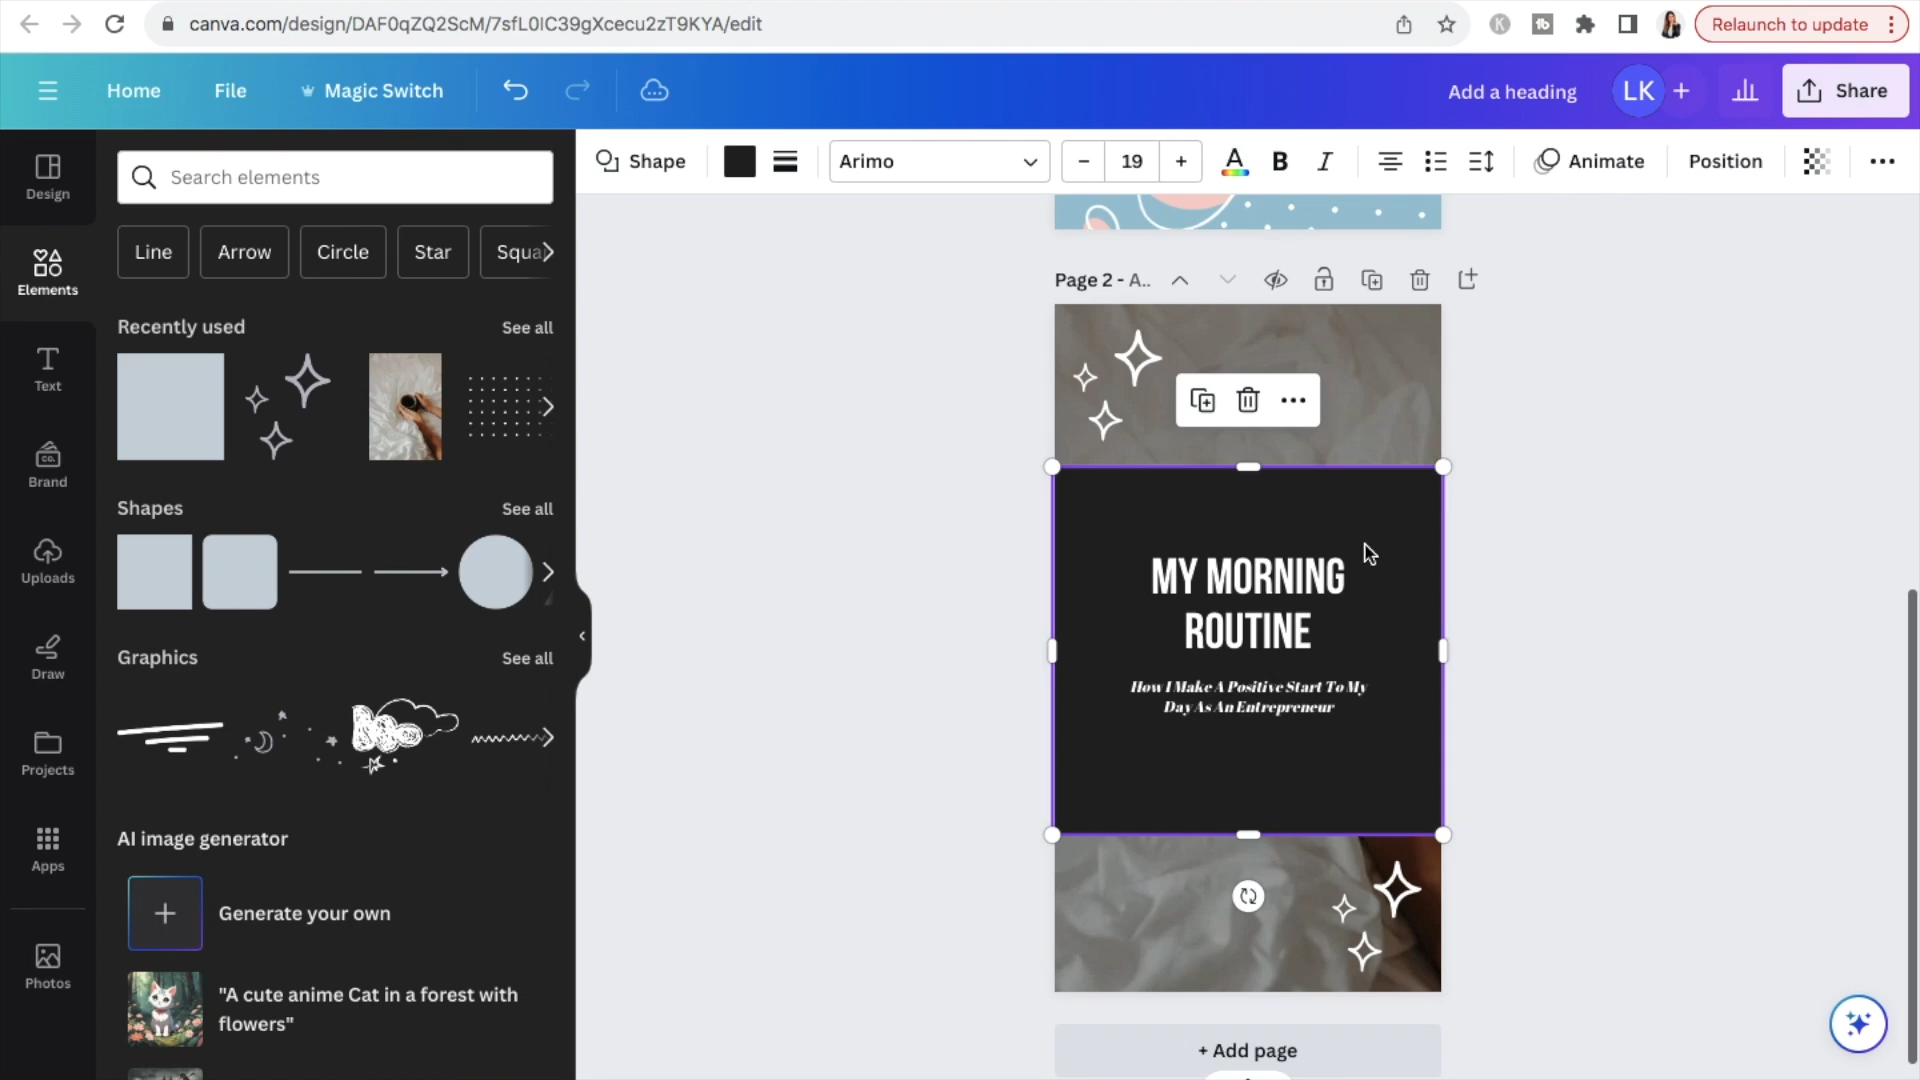 canva.com/design/DAF0qZQ2ScM/7sfL0IC39gXcecu2zT9KYA/edit
Relaunch to update
Home
File
Magic Switch
Add a heading
LK
Share
Design
Elements
Text
Brand
CO.
Uploads
Draw
Projects
Apps
Photos
Search elements
Line
Arrow
Circle
Star
Squa
Recently used
See all
Shapes
See all
Graphics
See all
AI image generator
Generate your own
"A cute anime Cat in a forest with
flowers"
Shape
Arimo
19
A
B
I
Animate
Position
Page 2 - A..
MY MORNING
ROUTINE
How I Make A Positive Start To My
Day As An Entrepreneur
+ Add page